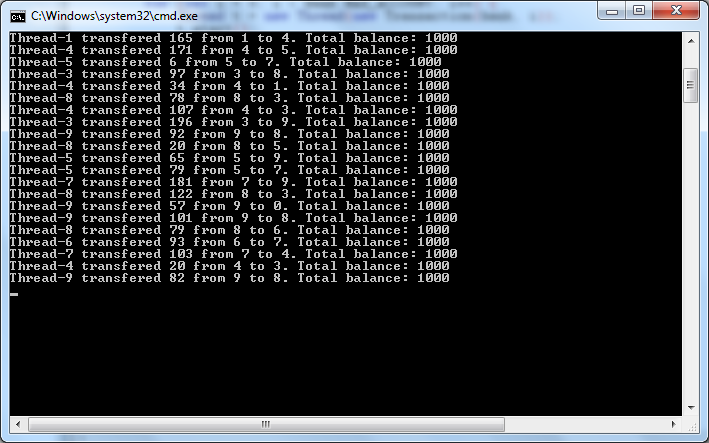 C:\Windows\system32\cmd.exe
Thread-1 transfered 165 from 1 to 4. Total balance: 1000
Thread-4 transfered 171 from 4 to 5. Total balance: 1000
Thread-5 transfered 6 from 5 to 7. Total balance: 1000
Thread-3 transfered 97 from 3 to 8. Total balance: 1000
Thread-4 transfered 34 from 4 to 1. Total balance: 1000
Thread-8 transfered 78 from 8 to 3. Total balance: 1000
Thread-4 transfered 107 from 4 to 3. Total balance: 1000
Thread-3 transfered 196 from 3 to 9. Total balance: 1000
Thread-9 transfered 92 from 9 to 8. Total balance: 1000
Thread-8 transfered 20 from 8 to 5. Total balance: 1000
Thread-5 transfered 65 from 5 to 9. Total balance: 1000
Thread-5 transfered 79 from 5 to 7. Total balance: 1000
Thread-7 transfered 181 from 7 to 9. Total balance: 1000
Thread-8 transfered 122 from 8 to 3. Total balance: 1000
Thread-9 transfered 57 from 9 to 0. Total balance: 1000
Thread-9 transfered 101 from 9 to 8. Total balance: 1000
Thread-8 transfered 79 from 8 to 6. Total balance: 1000
Thread-6 transfered 93 from 6 to 7. Total balance: 1000
Thread-7 transfered 103 from 7 to 4. Total balance: 1000
Thread-4 transfered 20 from 4 to 3. Total balance: 1000
Thread-9 transfered 82 from 9 to 8. Total balance: 1000